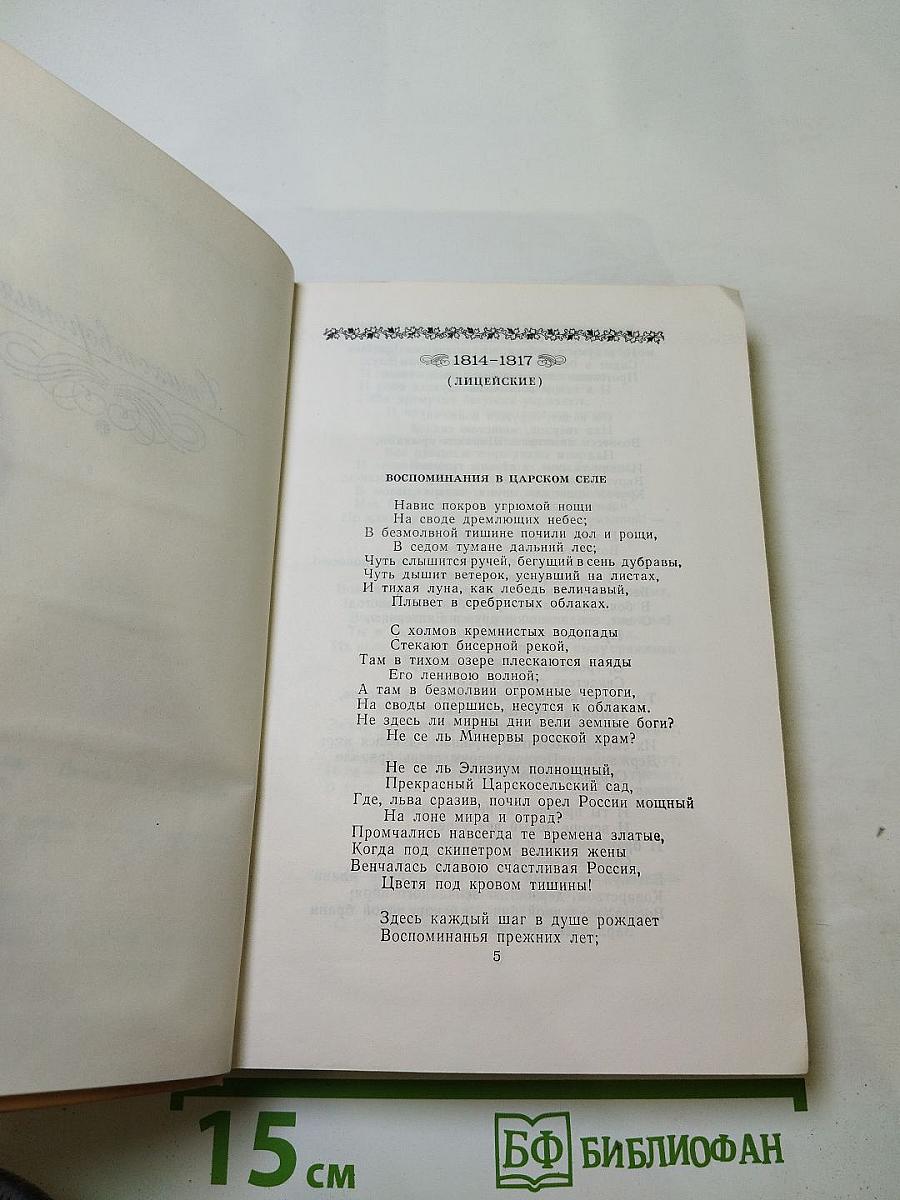 1814–1817
(ЛИЦЕЙСКИЕ)
ВОСПОМИНАНИЯ В ЦАРСКОМ СЕЛЕ
Навис покров угрюмой нощи
На своде дремлющих небес;
В безмолвной тишине почили дол и рощи,
В седом тумане дальний лес;
Чуть слышится ручей, бегущий в сень дубравы,
Чуть дышит ветерок, уснувший на листах,
И тихая луна, как лебедь величавый,
Плывет в сребристых облаках.
С холмов кремнистых водопады
Стекают бисерной рекой,
Там в тихом озере плескаются наяды
Его ленивою волной;
А там в безмолвии огромные чертоги,
На своды опершись, несутся к облакам.
Не здесь ли мирны дни вели земные боги?
Не се ль Минервы росской храм?
Не се ль Элизиум полнощный,
Прекрасный Царскосельский сад,
Где, льва сразив, почил орел России мощный
На лоне мира и отрад?
Промчались навсегда те времена златые,
Когда под скипетром великия жены
Венчалась славою счастливая Россия,
Цветя под кровом тишины!
Здесь каждый шаг в душе рождает
Воспоминанья прежних лет;
5
15 см
БФ БИБЛИОФАН